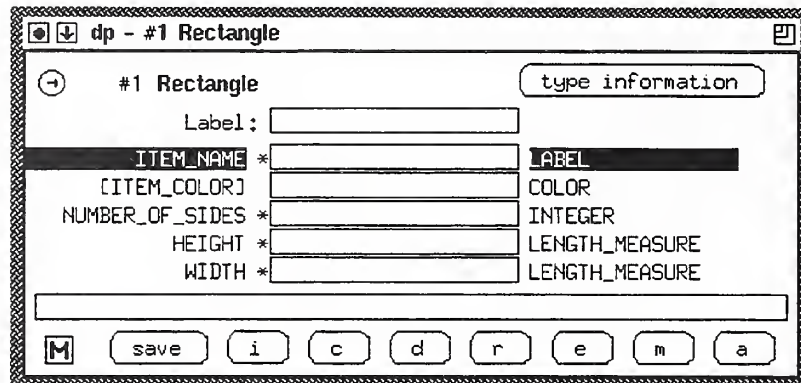 dp - #1 Rectangle
#1 Rectangle type information
Label:
ITEM_NAME * LABEL
[ITEM_COLOR] COLOR
NUMBER_OF_SIDES * INTEGER
HEIGHT * LENGTH_MEASURE
WIDTH * LENGTH_MEASURE
M save i c d r e m a